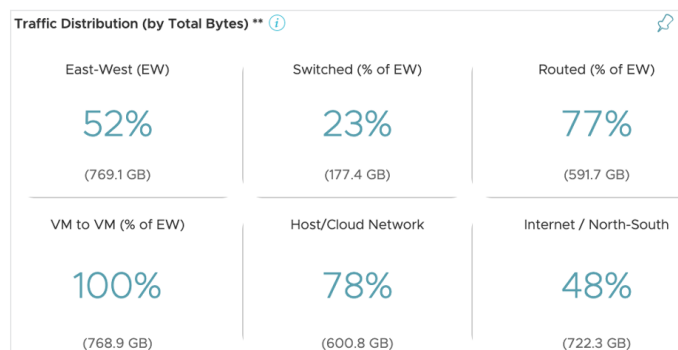 Traffic Distribution (by Total Bytes) **
East-West (EW)
52%
(769.1 GB)
Switched (% of EW)
23%
(177.4 GB)
Routed (% of EW)
77%
(591.7 GB)
VM to VM (% of EW)
100%
(768.9 GB)
Host/Cloud Network
78%
(600.8 GB)
Internet / North-South
48%
(722.3 GB)